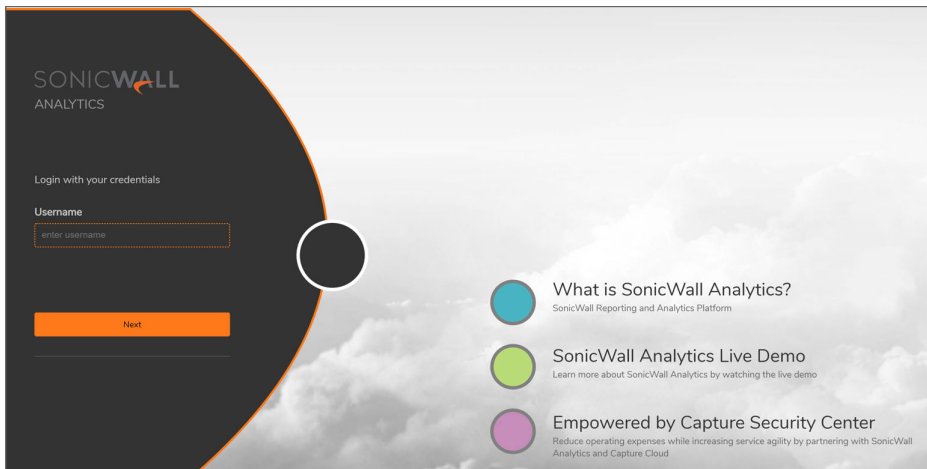 SONICWALL
ANALYTICS
Login with your credentials
Username
enter username
Next
What is SonicWall Analytics?
SonicWall Reporting and Analytics Platform
SonicWall Analytics Live Demo
Learn more about SonicWall Analytics by watching the live demo
Empowered by Capture Security Center
Reduce operating expenses while increasing service agility by partnering with SonicWall
Analytics and Capture Cloud